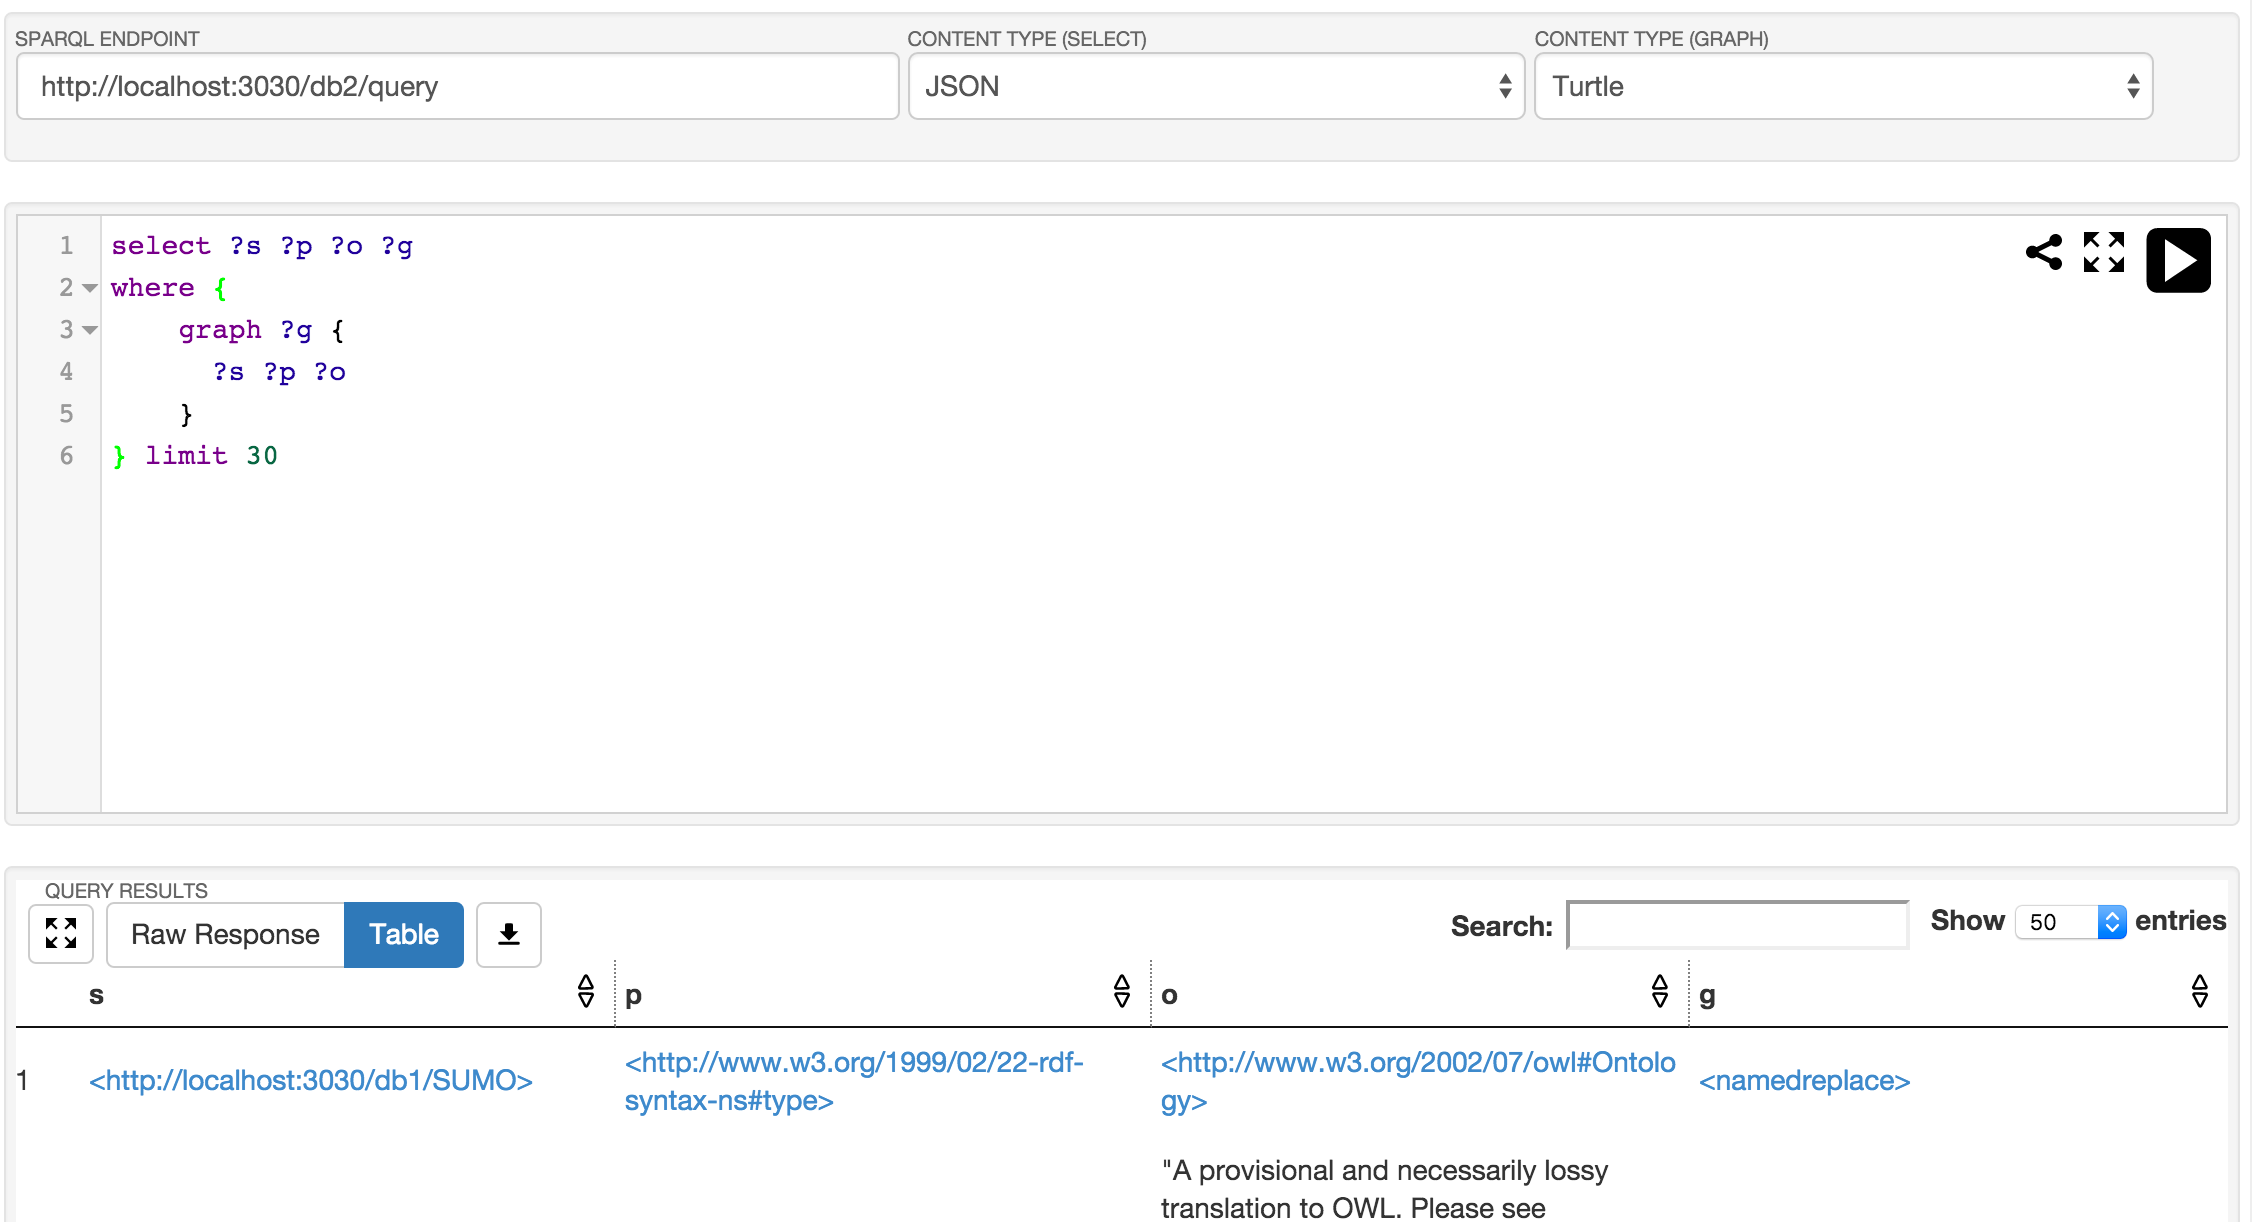 SPARQL ENDPOINT
CONTENT TYPE (SELECT)
CONTENT TYPE (GRAPH)
http://localhost:3030/db2/query
JSON
Turtle
1 select ?s ?p ?o ?g
2 where {
3 graph ?g {
4 ?s ?p ?o
5 }
6 } limit 30
QUERY RESULTS
Raw Response Table
Search:
Show 50 entries
s p o g
1 <http://localhost:3030/db1/SUMO>
<http://www.w3.org/1999/02/22-rdf-
syntax-ns#type>
<http://www.w3.org/2002/07/owl#Ontolo
gy>
<namedreplace>
"A provisional and necessarily lossy
translation to OWL. Please see